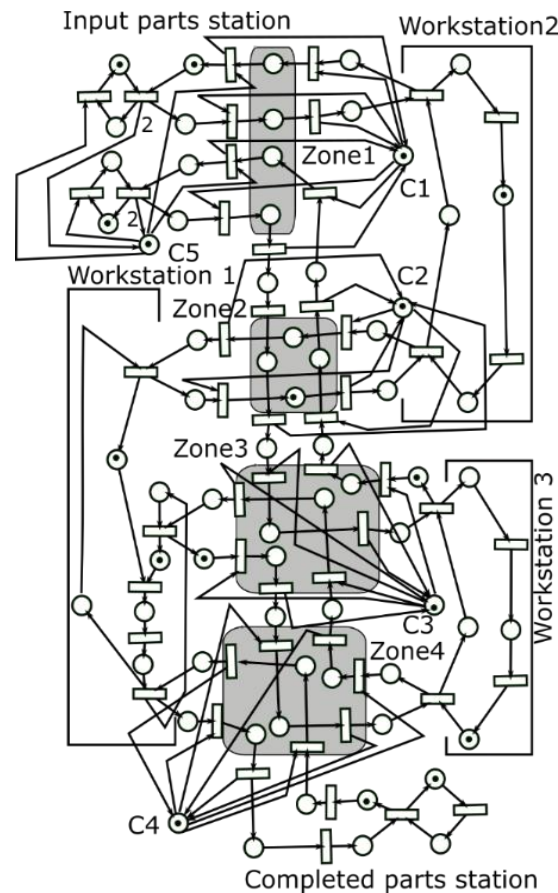 Input parts station
Workstation2
2
Zone1
C1
2
C5
Workstation 1
C2
Zone2
Zone3
Workstation 3
C3
Zone4
C4
Completed parts station